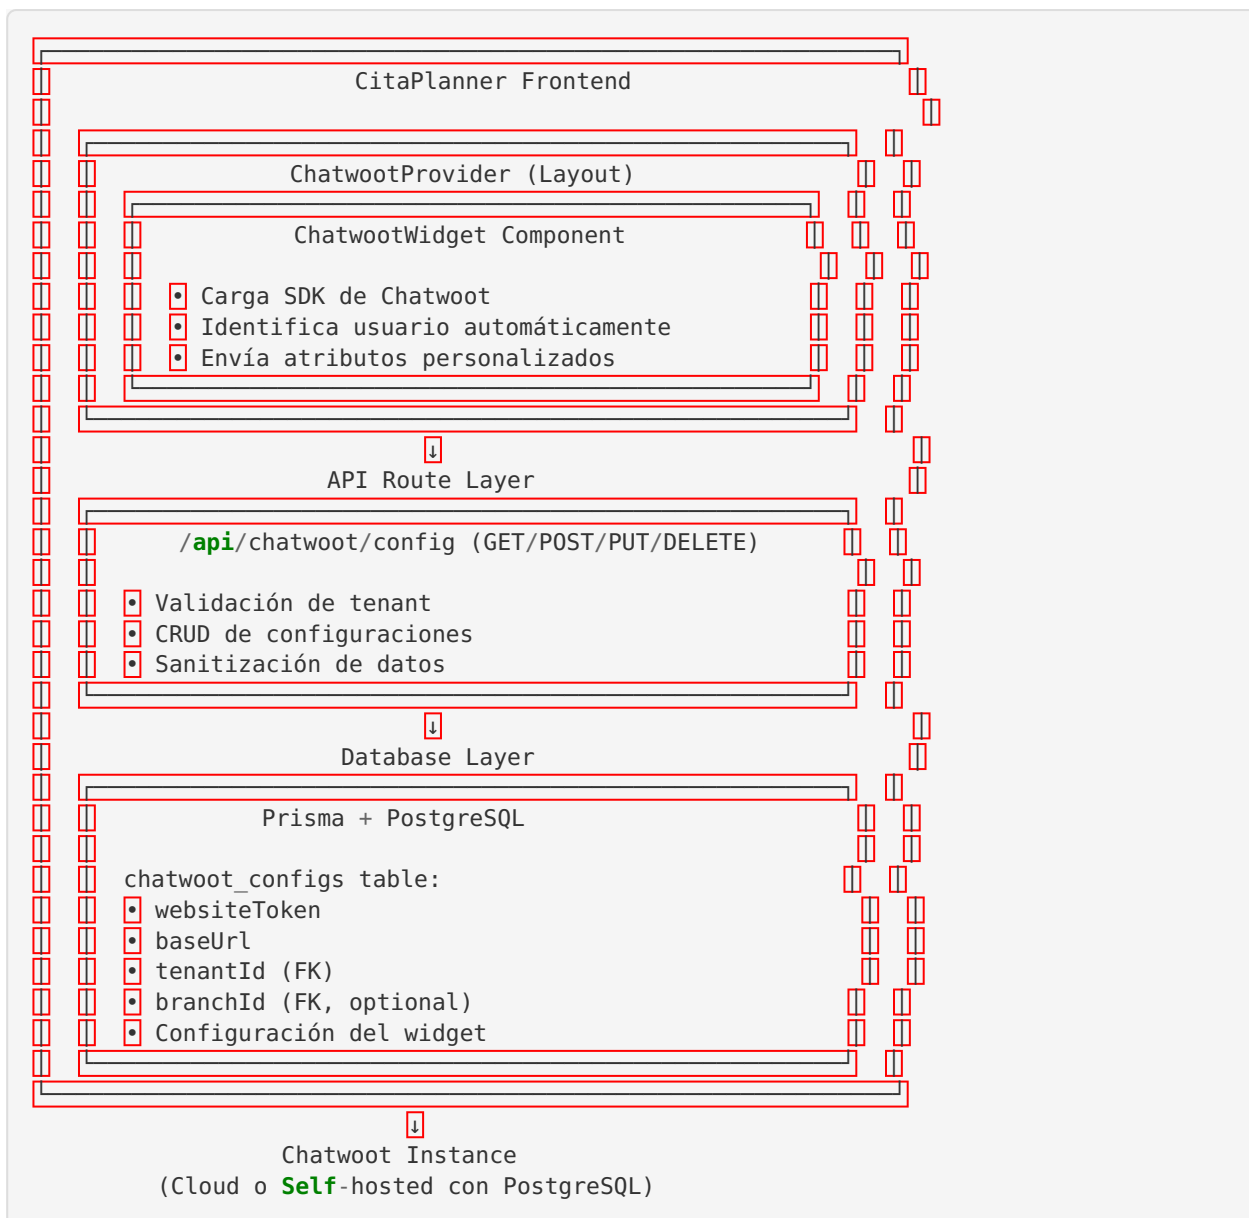 CitaPlanner Frontend
ChatwootProvider (Layout)
ChatwootWidget Component
• Carga SDK de Chatwoot
• Identifica usuario automáticamente
• Envía atributos personalizados
↓
API Route Layer
/api/chatwoot/config (GET/POST/PUT/DELETE)
• Validación de tenant
• CRUD de configuraciones
• Sanitización de datos
↓
Database Layer
Prisma + PostgreSQL
chatwoot_configs table:
• websiteToken
• baseUrl
• tenantId (FK)
• branchId (FK, optional)
• Configuración del widget
↓
Chatwoot Instance
(Cloud o Self-hosted con PostgreSQL)